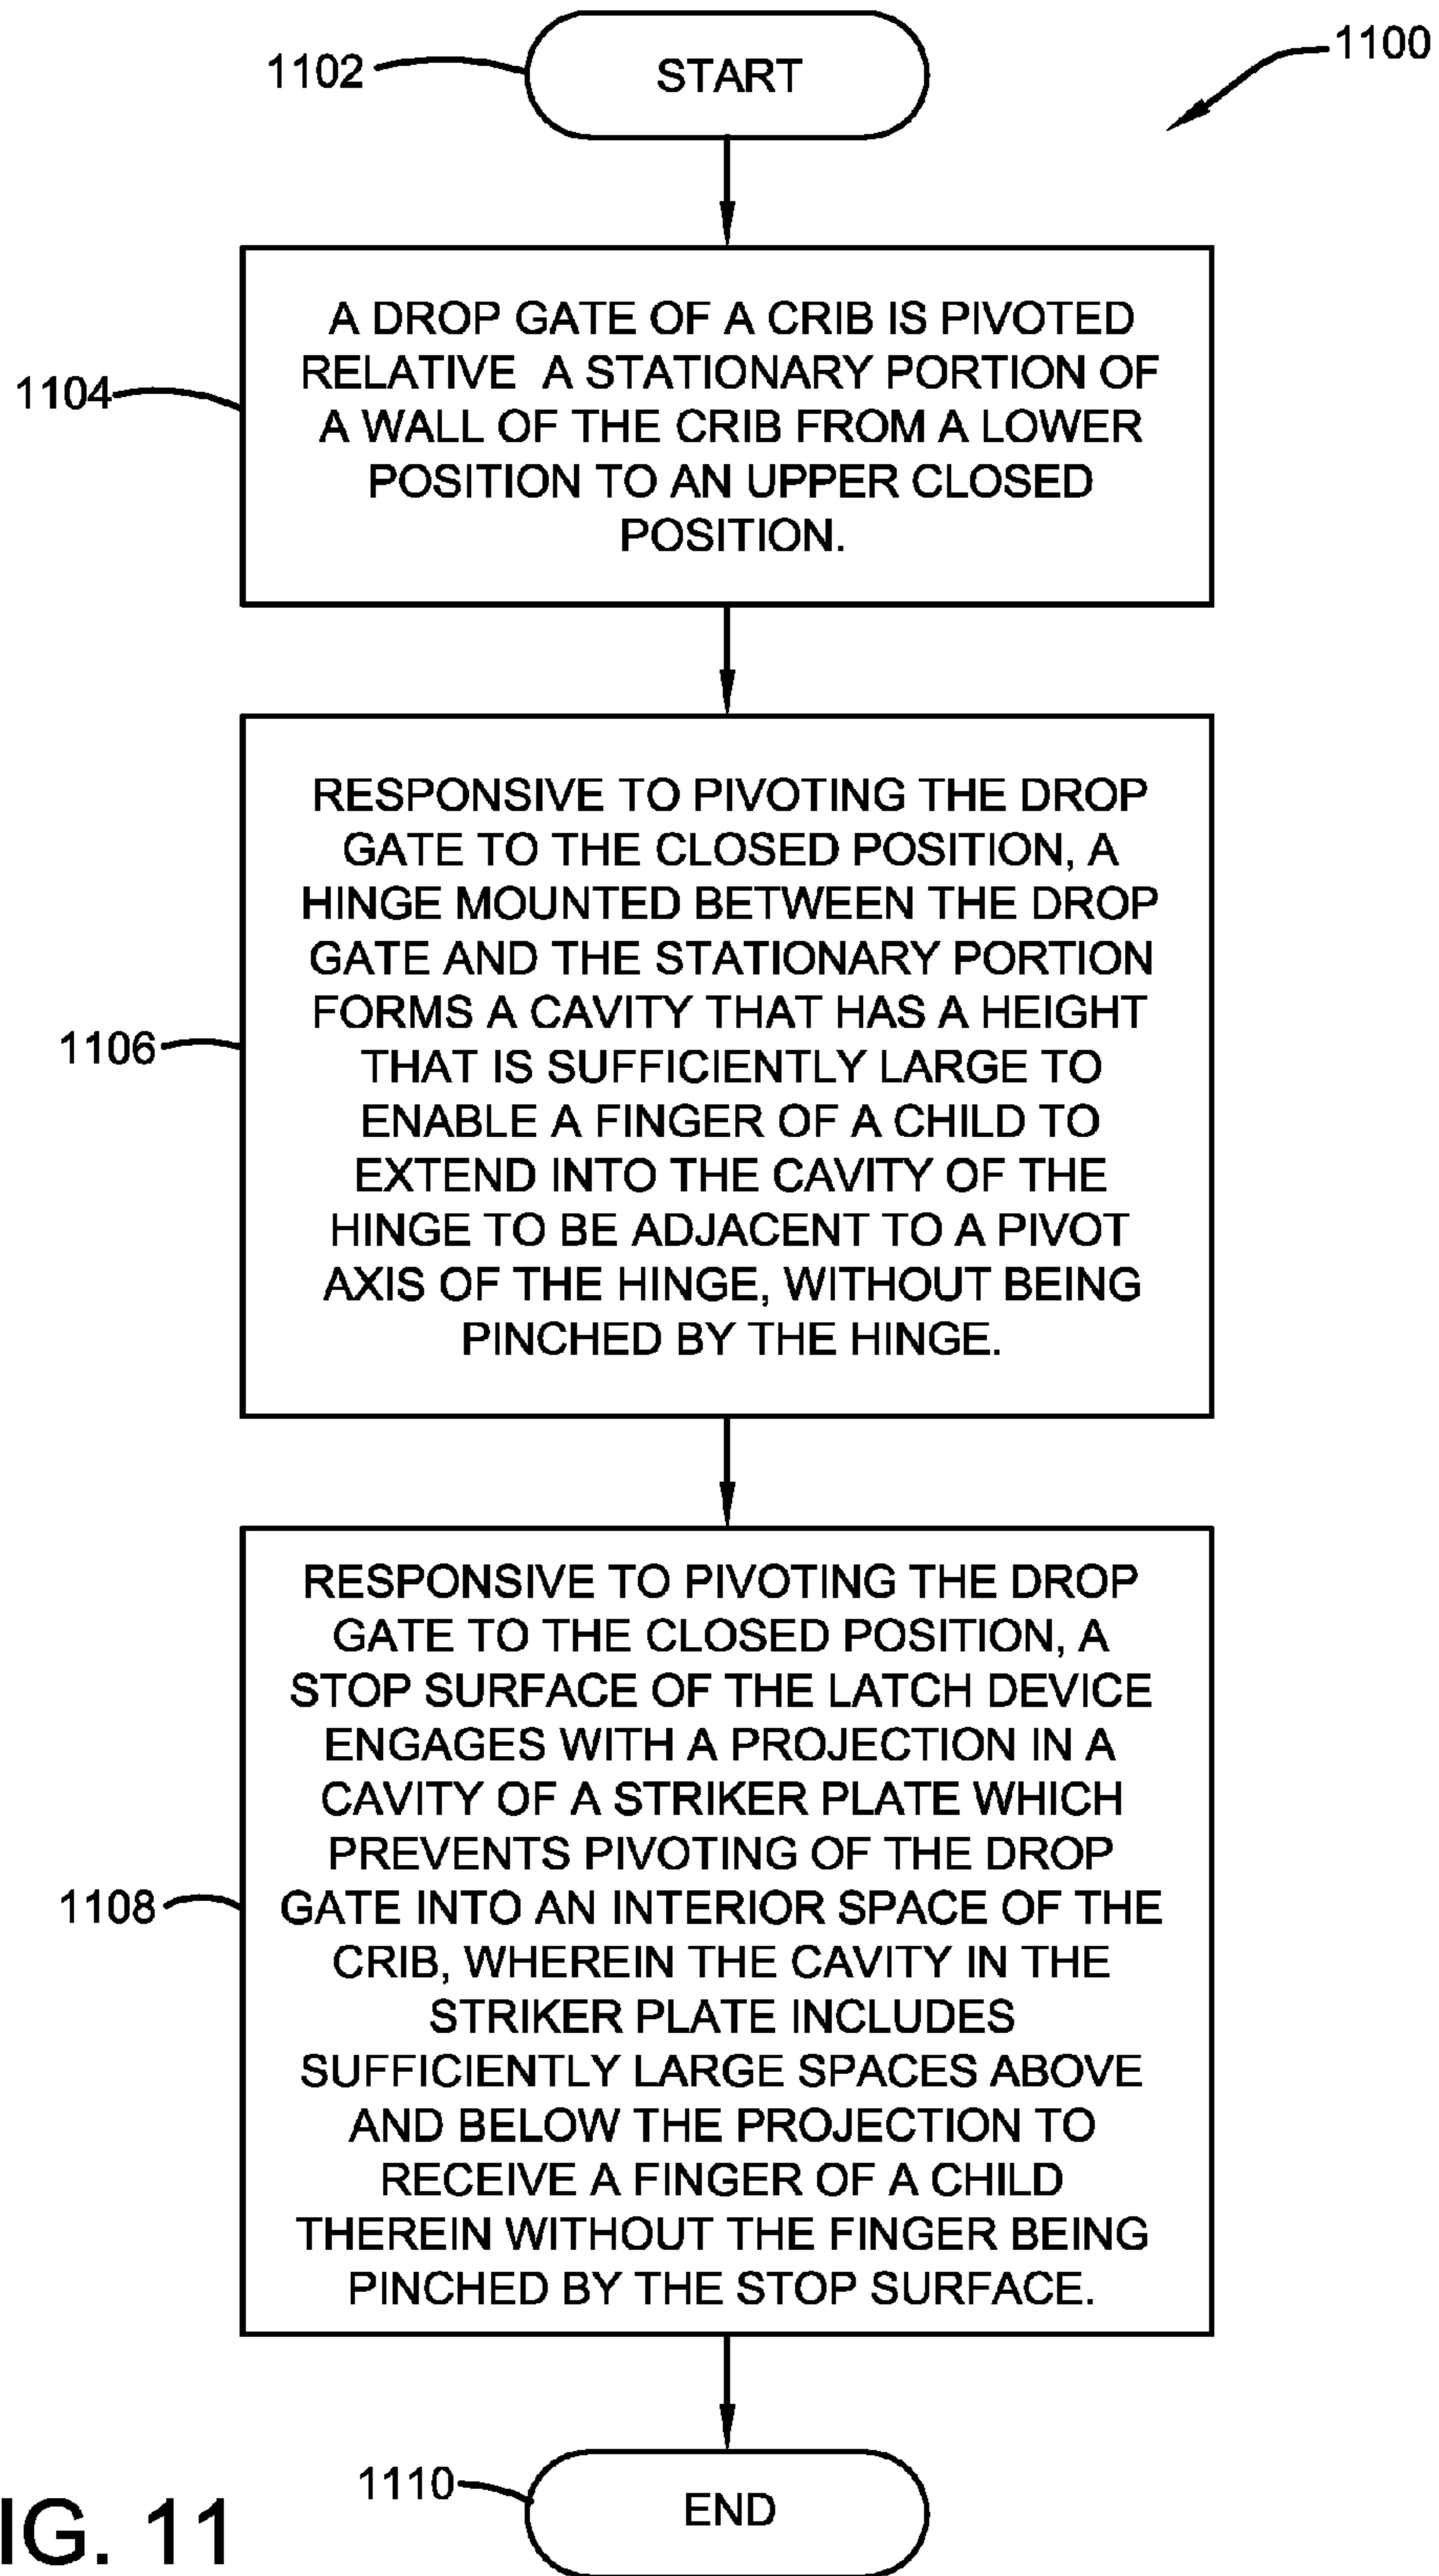 1102
START
1100
1104
A DROP GATE OF A CRIB IS PIVOTED
RELATIVE A STATIONARY PORTION OF
A WALL OF THE CRIB FROM A LOWER
POSITION TO AN UPPER CLOSED
POSITION.
1106
RESPONSIVE TO PIVOTING THE DROP
GATE TO THE CLOSED POSITION, A
HINGE MOUNTED BETWEEN THE DROP
GATE AND THE STATIONARY PORTION
FORMS A CAVITY THAT HAS A HEIGHT
THAT IS SUFFICIENTLY LARGE TO
ENABLE A FINGER OF A CHILD TO
EXTEND INTO THE CAVITY OF THE
HINGE TO BE ADJACENT TO A PIVOT
AXIS OF THE HINGE, WITHOUT BEING
PINCHED BY THE HINGE.
1108
RESPONSIVE TO PIVOTING THE DROP
GATE TO THE CLOSED POSITION, A
STOP SURFACE OF THE LATCH DEVICE
ENGAGES WITH A PROJECTION IN A
CAVITY OF A STRIKER PLATE WHICH
PREVENTS PIVOTING OF THE DROP
GATE INTO AN INTERIOR SPACE OF THE
CRIB, WHEREIN THE CAVITY IN THE
STRIKER PLATE INCLUDES
SUFFICIENTLY LARGE SPACES ABOVE
AND BELOW THE PROJECTION TO
RECEIVE A FINGER OF A CHILD
THEREIN WITHOUT THE FINGER BEING
PINCHED BY THE STOP SURFACE.
1110
END
IG. 11